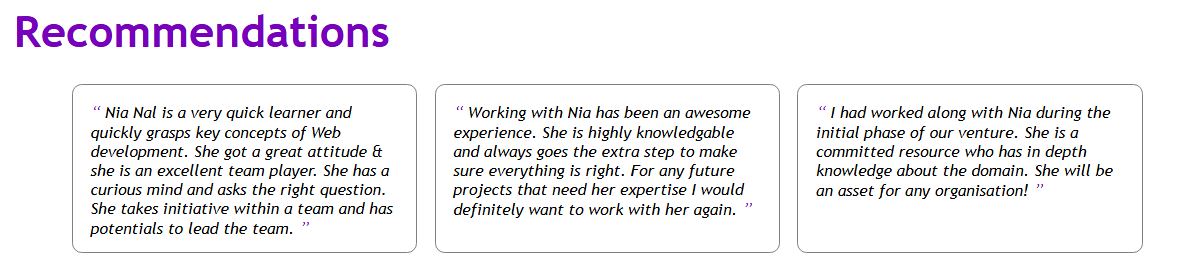 Recommendations
“ Nia Nal is a very quick learner and
quickly grasps key concepts of Web
development. She got a great attitude &
she is an excellent team player. She has a
curious mind and asks the right question.
She takes initiative within a team and has
potentials to lead the team. ”
“ Working with Nia has been an awesome
experience. She is highly knowledgable
and always goes the extra step to make
sure everything is right. For any future
projects that need her expertise I would
definitely want to work with her again. ”
“ I had worked along with Nia during the
initial phase of our venture. She is a
committed resource who has in depth
knowledge about the domain. She will be
an asset for any organisation! ”